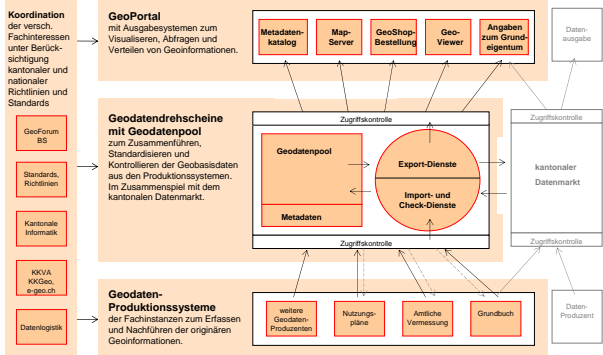 Koordination
der versch.
Fachinteressen
unter Berück-
sichtigung
kantonaler und
nationaler
Richtlinien und
Standards
GeoForum
BS
Standards,
Richtlinien
Kantonale
Informatik
KKVA
KKGeo,
e-geo.ch
Datenlogistik
GeoPortal
mit Ausgabesystemen zum
Visualiseren, Abfragen und
Verteilen von Geoinformationen.
Metadaten-
katalog
Map-
Server
GeoShop-
Bestellung
Geo-
Viewer
Angaben
zum Grund-
eigentum
Daten-
ausgabe
Geodatendrehscheine
mit Geodatenpool
zum Zusammenführen,
Standardisieren und
Kontrollieren der Geobasisdaten
aus den Produktionssystemen.
Im Zusammenspiel mit dem
kantonalen Datenmarkt.
Zugriffskontrolle
Geodatenpool
Metadaten
Export-Dienste
Import- und
Check-Dienste
Zugriffskontrolle
Zugriffskontrolle
kantonaler
Datenmarkt
Zugriffskontrolle
Geodaten-
Produktionssysteme
der Fachinstanzen zum Erfassen
und Nachführen der originären
Geoinformationen.
weitere
Geodaten-
Produzenten
Nutzungs-
pläne
Amtliche
Vermessung
Grundbuch
Daten-
Produzent